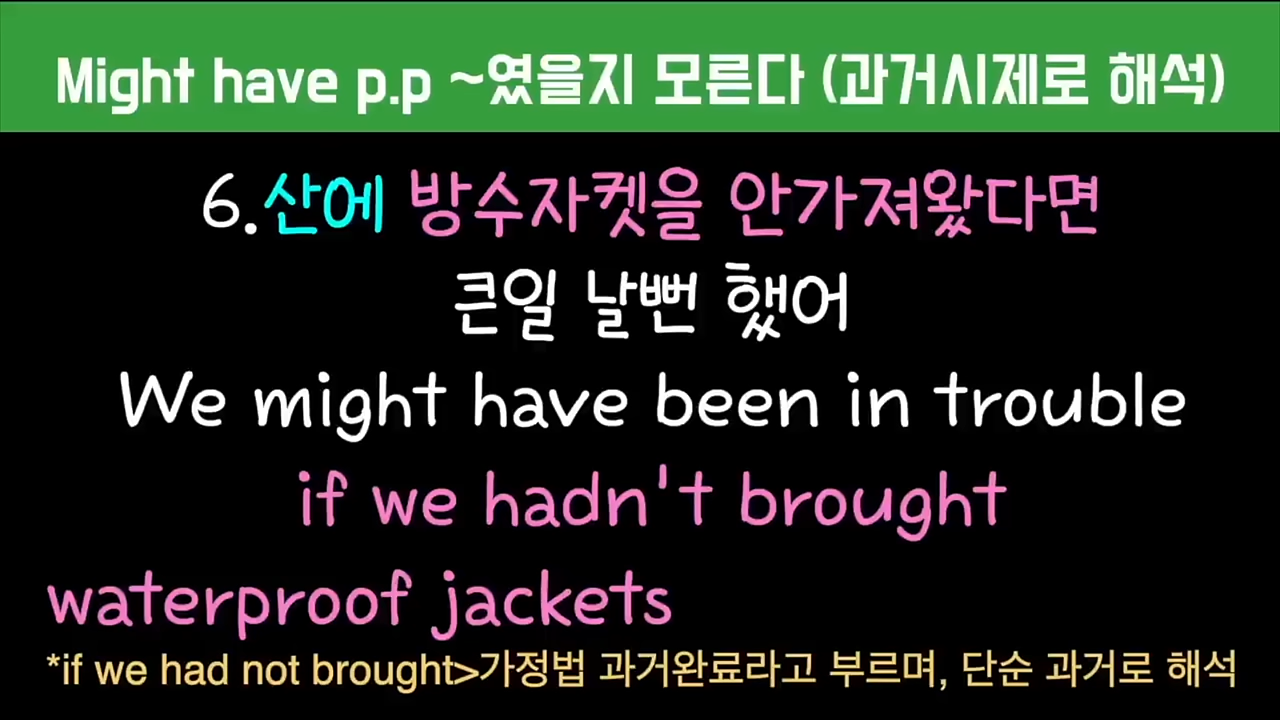 Might have p.p ~였을지 모른다 (과거시제로 해석)
6.산에 방수자켓을 안가져왔다면
큰일 날뻔 했어
We might have been in trouble
if we hadn't brought
waterproof jackets
*if we had not brought>가정법 과거완료라고 부르며, 단순 과거로 해석